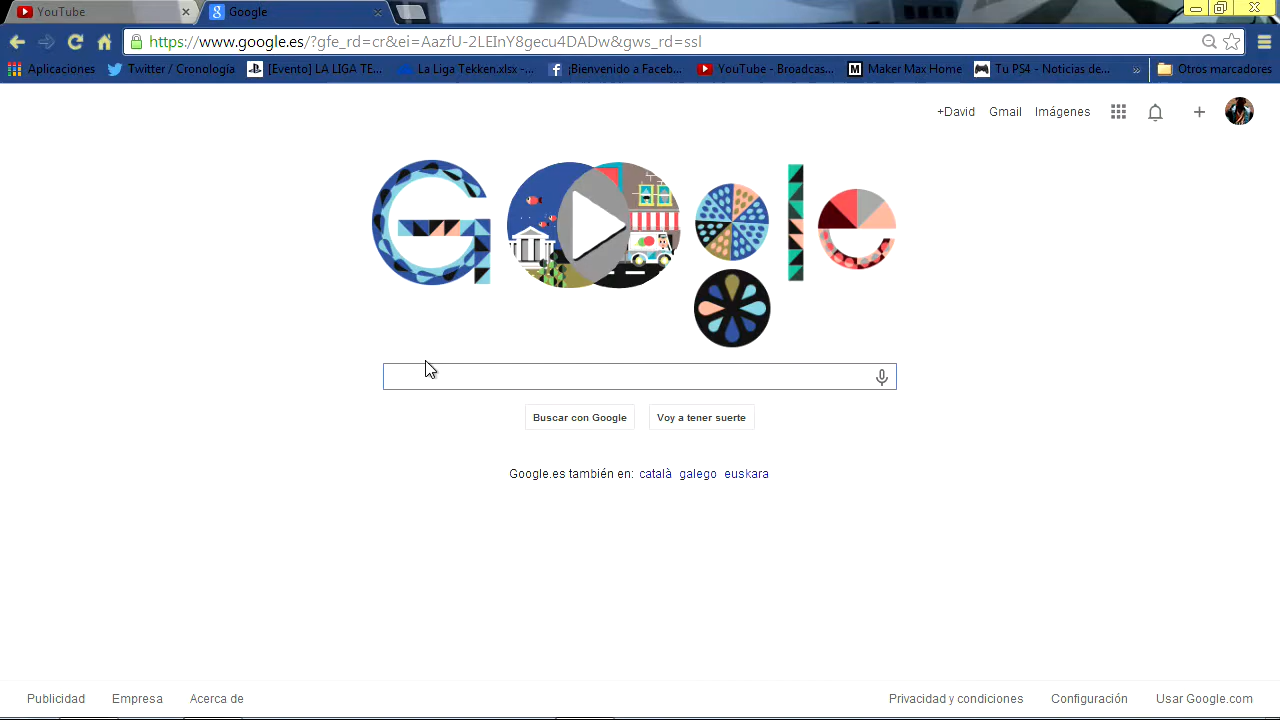 YouTube
Google
https://www.google.es/?gfe_rd=cr&ei=AazfU-2LEInY8gecu4DADw&gws_rd=ssl
Aplicaciones
Twitter / Cronología
[Evento] LA LIGA TE...
La Liga Tekken.xlsx -...
¡Bienvenido a Faceb...
YouTube - Broadcas...
Maker Max Home
Tu PS4 - Noticias de...
»
Otros marcadores
+David
Gmail
Imágenes
Buscar con Google
Voy a tener suerte
Google.es también en: català galego euskara
Publicidad
Empresa
Acerca de
Privacidad y condiciones
Configuración
Usar Google.com